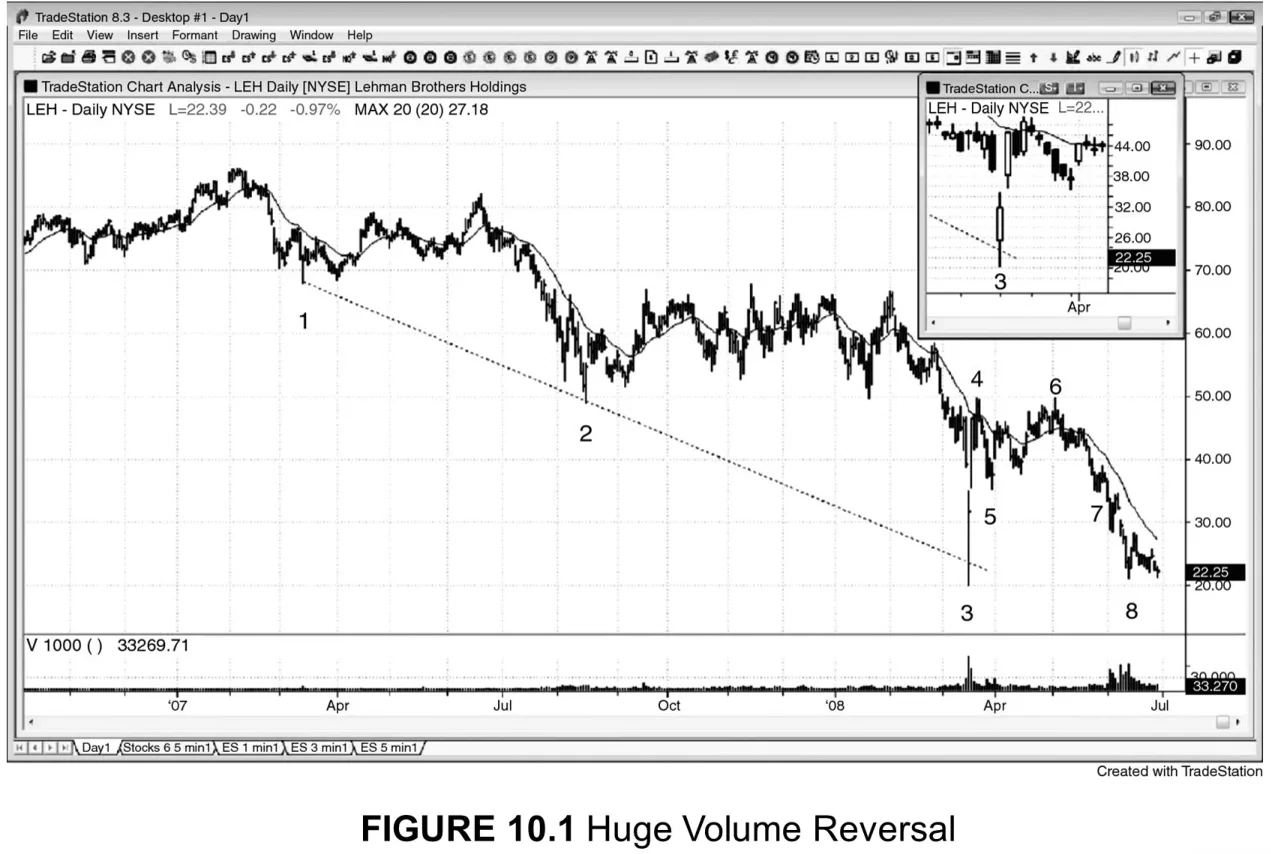 TradeStation 8.3 - Desktop #1 - Day1
File Edit View Insert Formant Drawing Window Help
TradeStation Chart Analysis - LEH Daily [NYSE] Lehman Brothers Holdings
LEH - Daily NYSE L=22.39 -0.22 -0.97% MAX 20 (20) 27.18
TradeStation C...
LEH - Daily NYSE L=22...
44.00
38.00
32.00
26.00
22.25
20.00
3
Apr
90.00
80.00
70.00
60.00
50.00
40.00
30.00
22.25
20.00
1
2
3
4
5
6
7
8
V 1000 ( ) 33269.71
30.000
33.270
'07 Apr Jul Oct '08 Apr Jul
Day1 Stocks 6 5 min1 ES 1 min1 ES 3 min1 ES 5 min1
Created with TradeStation
FIGURE 10.1 Huge Volume Reversal